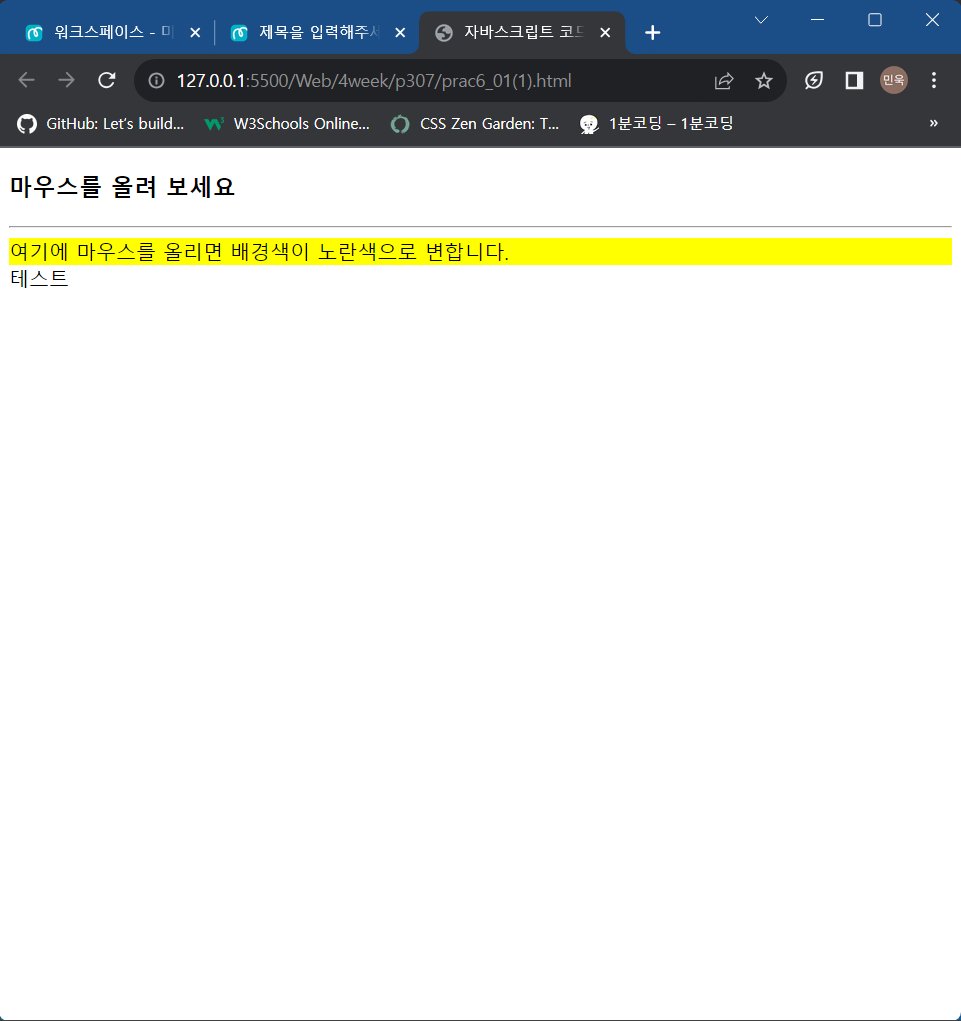 워크스페이스 - 미
제목을 입력해주세
자바스크립트 코드
127.0.0.1:5500/Web/4week/p307/prac6_01(1).html
민욱
GitHub: Let's build...
W3Schools Online...
CSS Zen Garden: T...
1분코딩 – 1분코딩
»
마우스를 올려 보세요
여기에 마우스를 올리면 배경색이 노란색으로 변합니다.
테스트